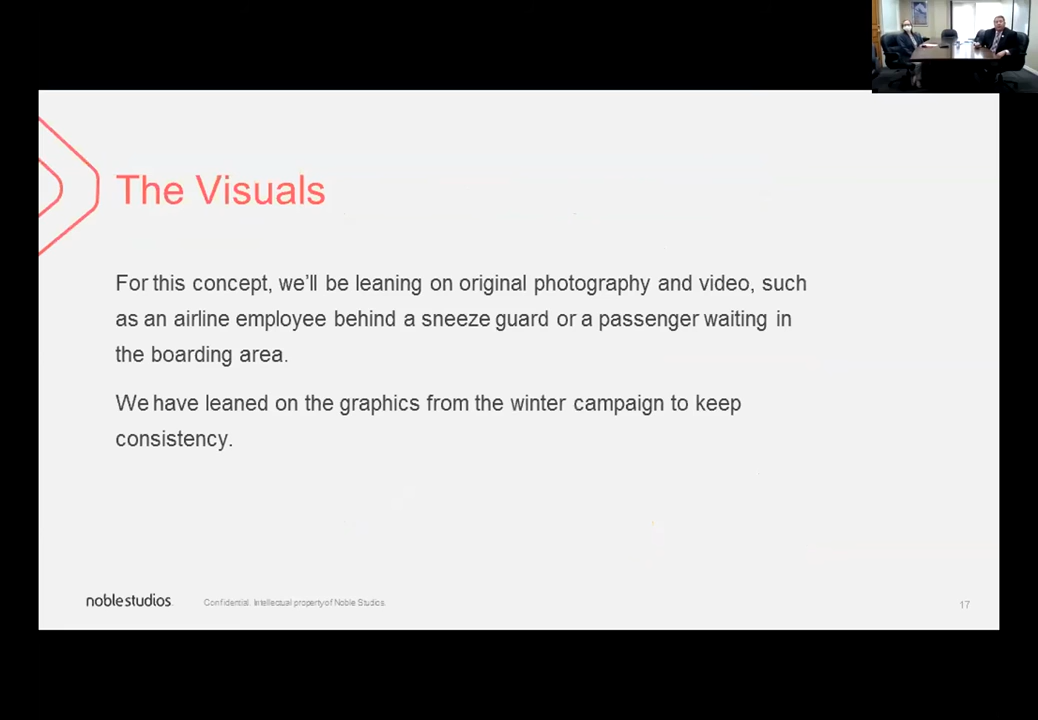 The Visuals
For this concept, we'll be leaning on original photography and video, such
as an airline employee behind a sneeze guard or a passenger waiting in
the boarding area.
We have leaned on the graphics from the winter campaign to keep
consistency.
noblestudios
Confidential. Intellectual property of Noble Studios.
17